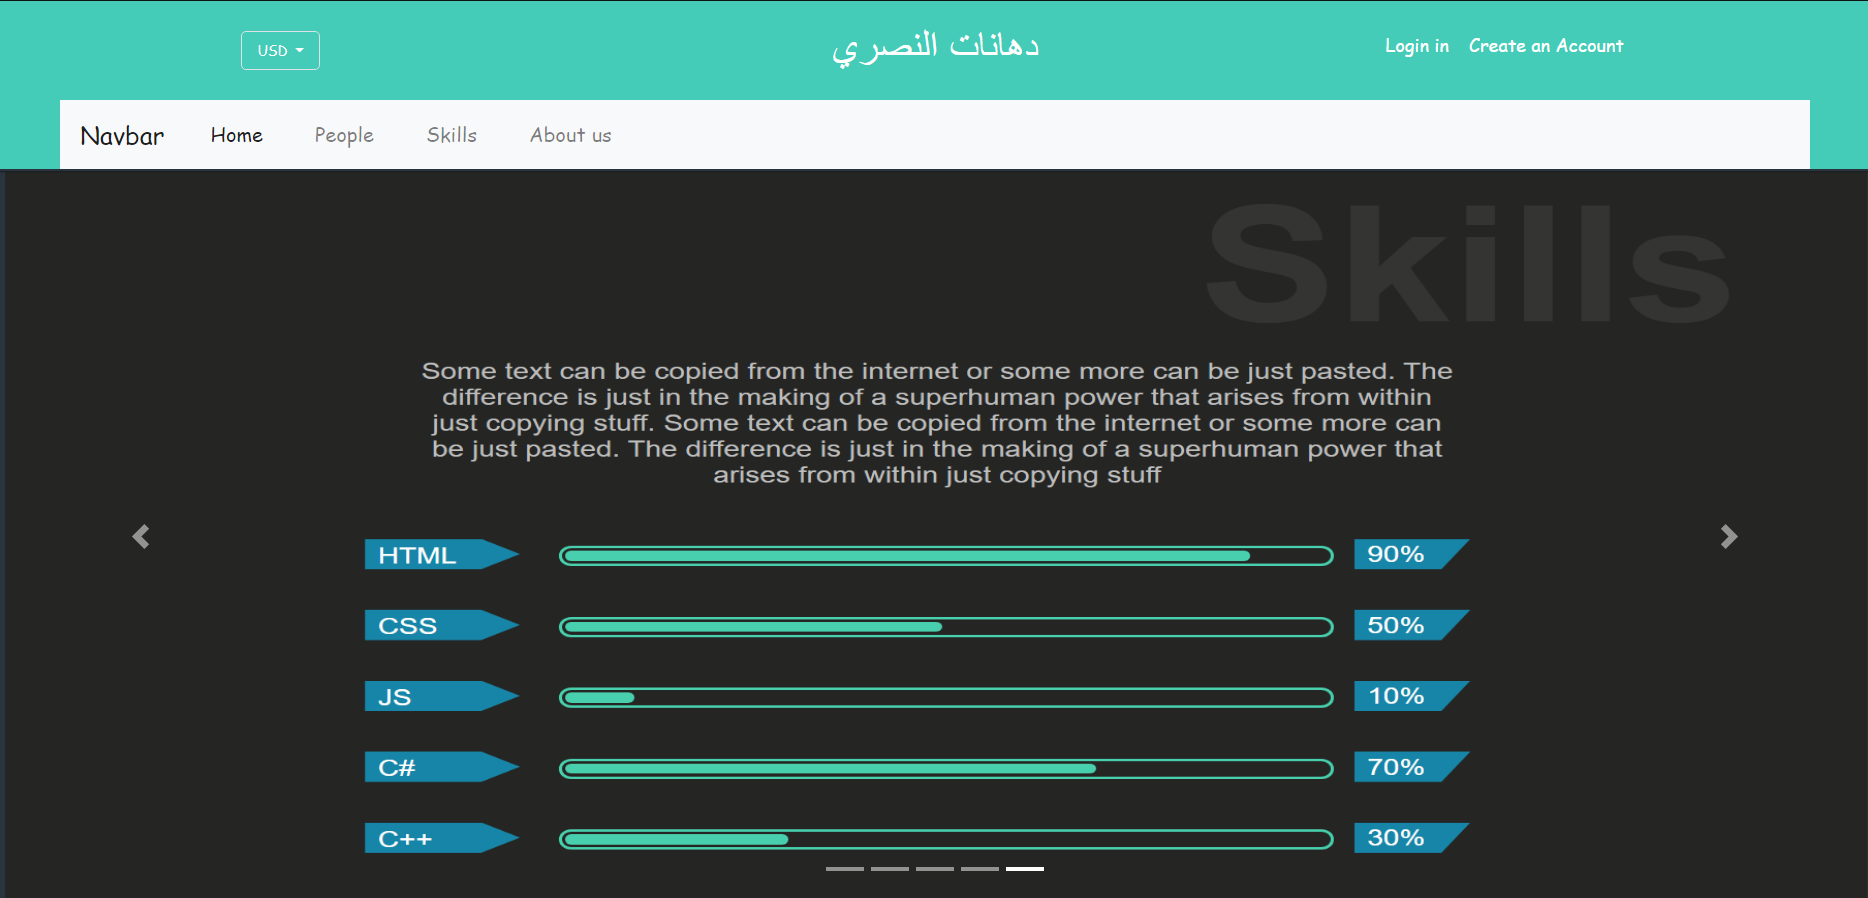 USD
دهانات النصري
Login in Create an Account
Navbar Home People Skills About us
Skills
Some text can be copied from the internet or some more can be just pasted. The
difference is just in the making of a superhuman power that arises from within
just copying stuff. Some text can be copied from the internet or some more can
be just pasted. The difference is just in the making of a superhuman power that
arises from within just copying stuff
HTML 90%
CSS 50%
JS 10%
C# 70%
C++ 30%